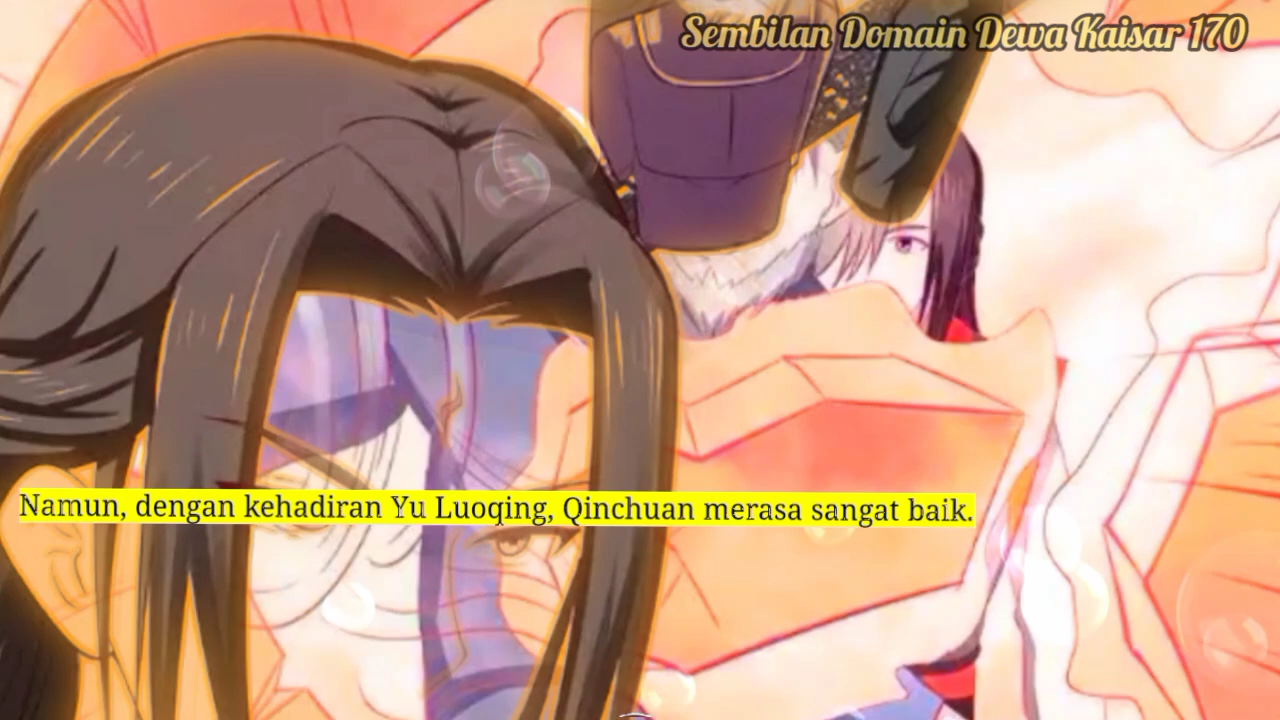 Sembilan Domain Dewa Kaisar 170
Namun, dengan kehadiran Yu Luoqing, Qinchuan merasa sangat baik.